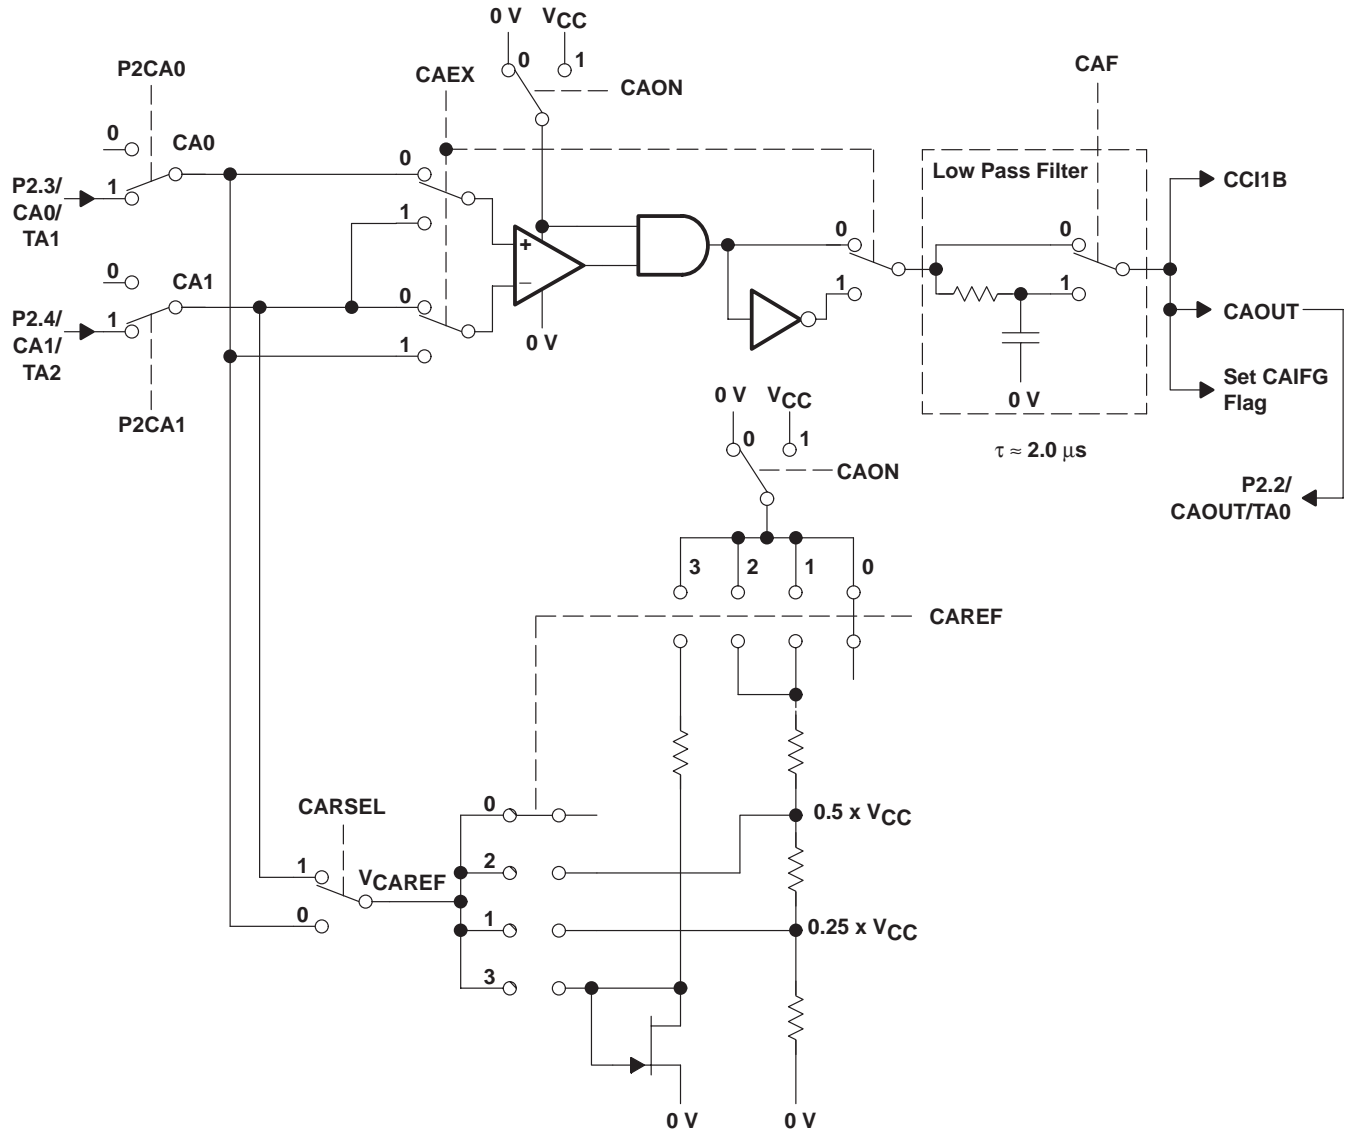 0 V VCC
0 1
CAON
P2CA0
CAEX
CAF
0
CA0
P2.3/
CA0/
TA1
1
0
1
Low Pass Filter
CCI1B
0
CA1
P2.4/
CA1/
TA2
1
0
1
P2CA1
+
−
0 V
0
1
0
1
0 V
τ ≈ 2.0 μs
CAOUT
Set CAIFG
Flag
P2.2/
CAOUT/TA0
0 V VCC
0 1
CAON
3 2 1 0
CAREF
CARSEL
1
0
VCAREF
0
2
1
3
0.5 x VCC
0.25 x VCC
0 V 0 V